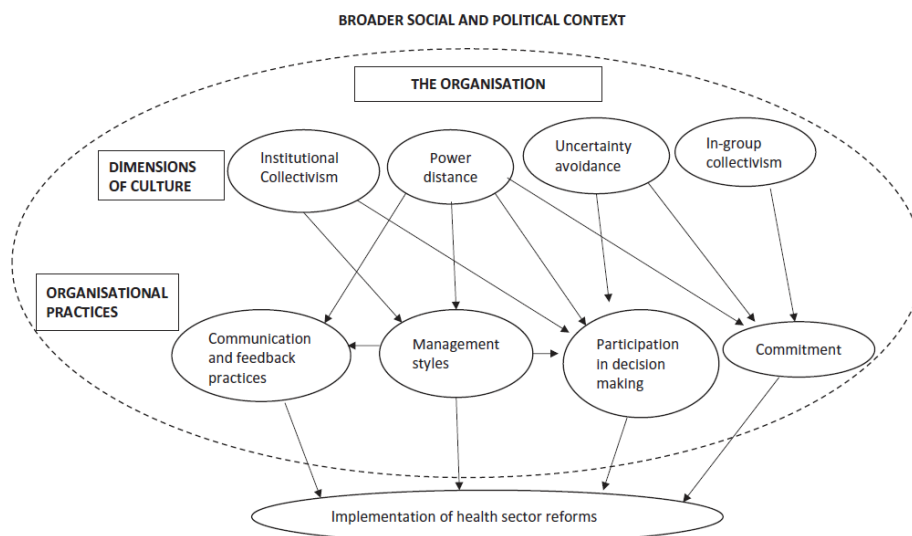 BROADER SOCIAL AND POLITICAL CONTEXT
THE ORGANISATION
DIMENSIONS
OF CULTURE
Institutional
Collectivism
Power
distance
Uncertainty
avoidance
In-group
collectivism
ORGANISATIONAL
PRACTICES
Communication
and feedback
practices
Management
styles
Participation
in decision
making
Commitment
Implementation of health sector reforms